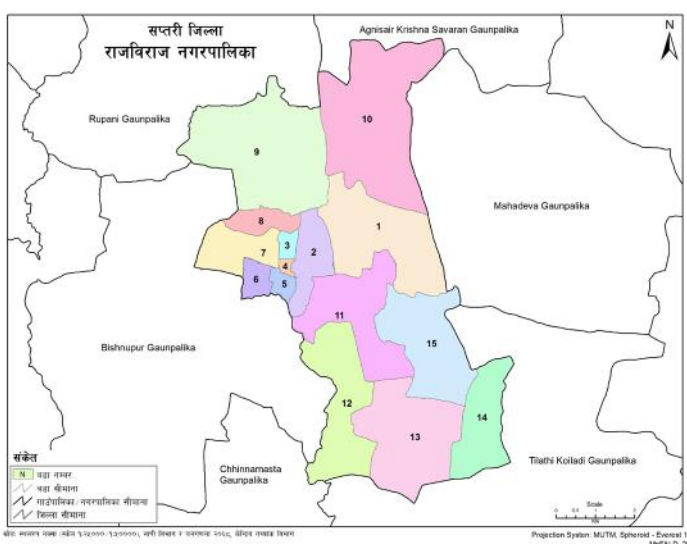 सप्तरी जिल्ला
राजविराज नगरपालिका
Agnisair Krishna Savaran Gaunpalika
N
Rupani Gaunpalika
10
9
Mahadeva Gaunpalika
8
1
3
2
7
4
6
5
11
15
Bishnupur Gaunpalika
12
14
13
संकेत
N वडा नम्बर
वडा सीमाना
गाउँपालिका/नगरपालिका सीमाना
जिल्ला सीमाना
Chhinnamasta
Gaunpalika
Tilathi Koiladi Gaunpalika
Scale
Projection System: MUTM, Spheroid - Everest 1